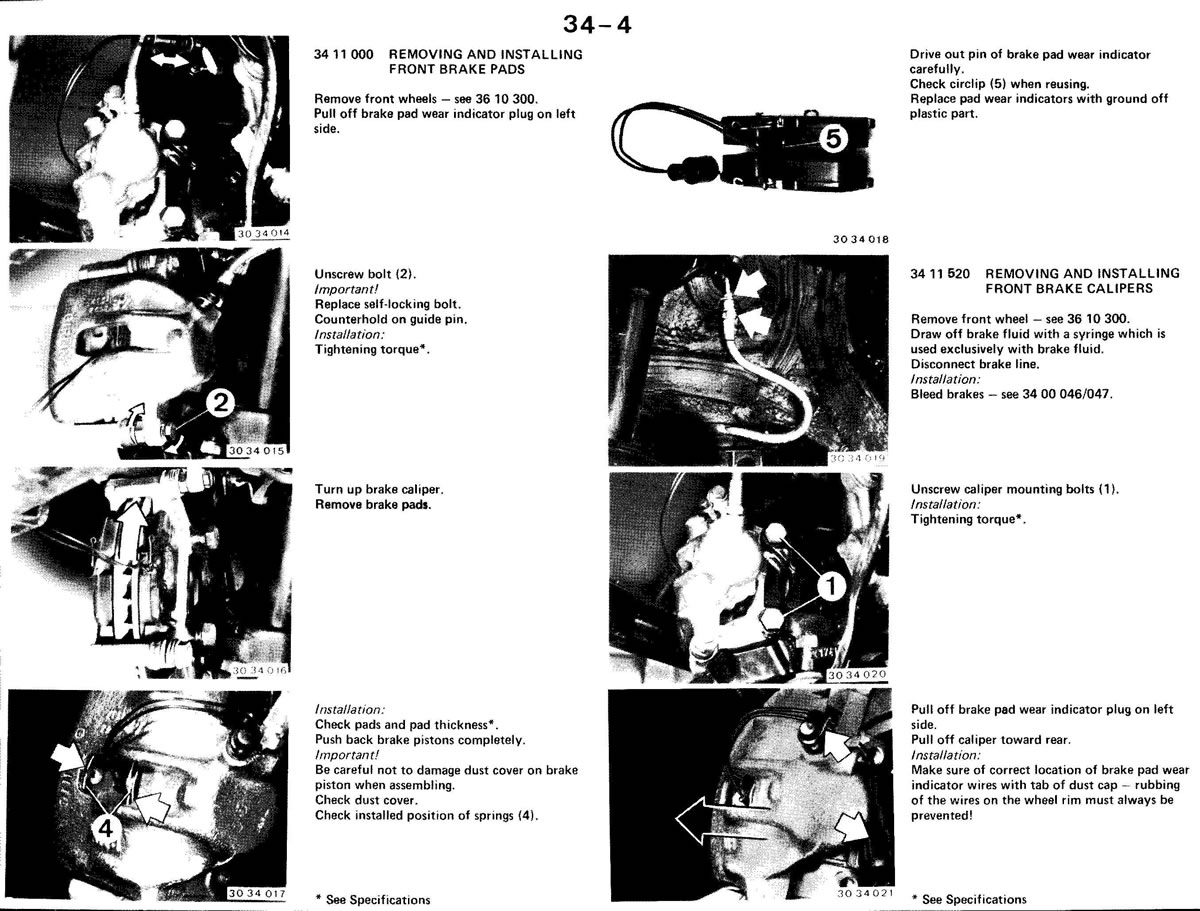 34-4
34 11 000 REMOVING AND INSTALLING
FRONT BRAKE PADS
Remove front wheels – see 36 10 300.
Pull off brake pad wear indicator plug on left
side.
30 34 014
Unscrew bolt (2).
Important!
Replace self-locking bolt.
Counterhold on guide pin.
Installation:
Tightening torque*.
2
30 34 015
Turn up brake caliper.
Remove brake pads.
30 34 016
Installation:
Check pads and pad thickness*.
Push back brake pistons completely.
Important!
Be careful not to damage dust cover on brake
piston when assembling.
Check dust cover.
Check installed position of springs (4).
4
30 34 017
* See Specifications
Drive out pin of brake pad wear indicator
carefully.
Check circlip (5) when reusing.
Replace pad wear indicators with ground off
plastic part.
5
30 34 018
34 11 520 REMOVING AND INSTALLING
FRONT BRAKE CALIPERS
Remove front wheel – see 36 10 300.
Draw off brake fluid with a syringe which is
used exclusively with brake fluid.
Disconnect brake line.
Installation:
Bleed brakes – see 34 00 046/047.
30 34 019
Unscrew caliper mounting bolts (1).
Installation:
Tightening torque*.
1
30 34 020
Pull off brake pad wear indicator plug on left
side.
Pull off caliper toward rear.
Installation:
Make sure of correct location of brake pad wear
indicator wires with tab of dust cap – rubbing
of the wires on the wheel rim must always be
prevented!
30 34 021
* See Specifications